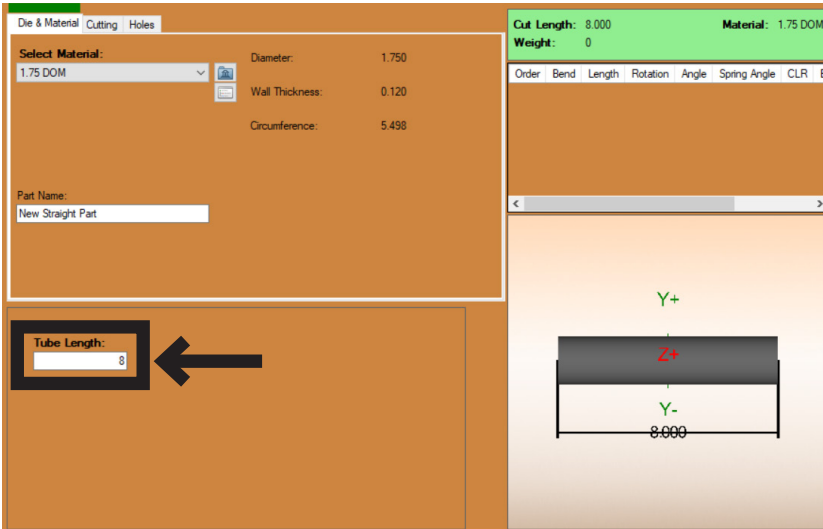 Die & Material Cutting Holes
Select Material:
1.75 DOM
Diameter: 1.750
Wall Thickness: 0.120
Circumference: 5.498
Part Name:
New Straight Part
Tube Length:
8
Cut Length: 8.000 Material: 1.75 DOM
Weight: 0
Order Bend Length Rotation Angle Spring Angle CLR
Y+
Z+
Y-
8.000